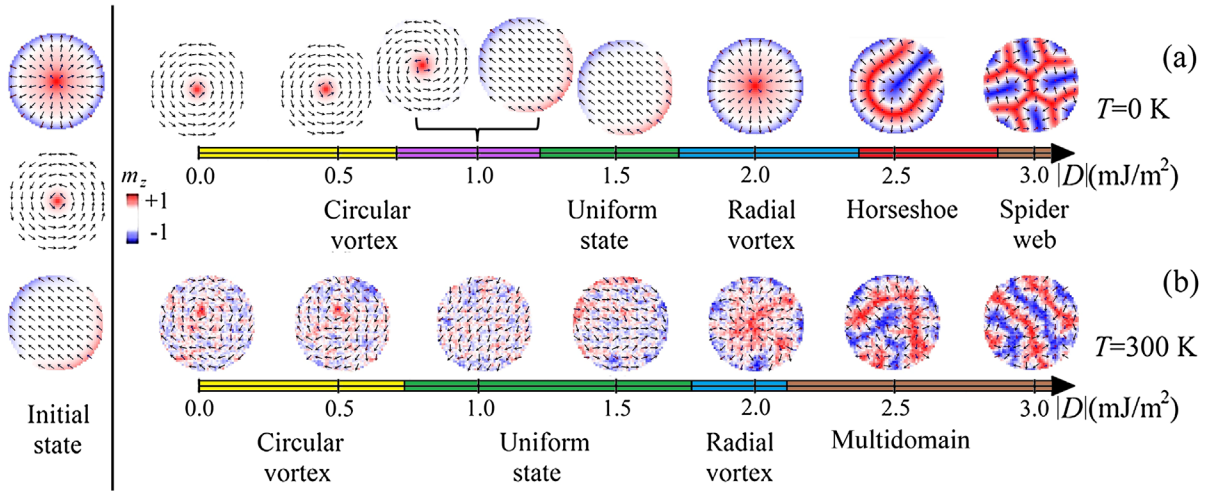 (a)
T=0 K
m_z
+1
-1
0.0 0.5 1.0 1.5 2.0 2.5 3.0 |D|(mJ/m²)
Circular
vortex
Uniform
state
Radial
vortex
Horseshoe
Spider
web
(b)
T=300 K
0.0 0.5 1.0 1.5 2.0 2.5 3.0 |D|(mJ/m²)
Initial
state
Circular
vortex
Uniform
state
Radial
vortex
Multidomain